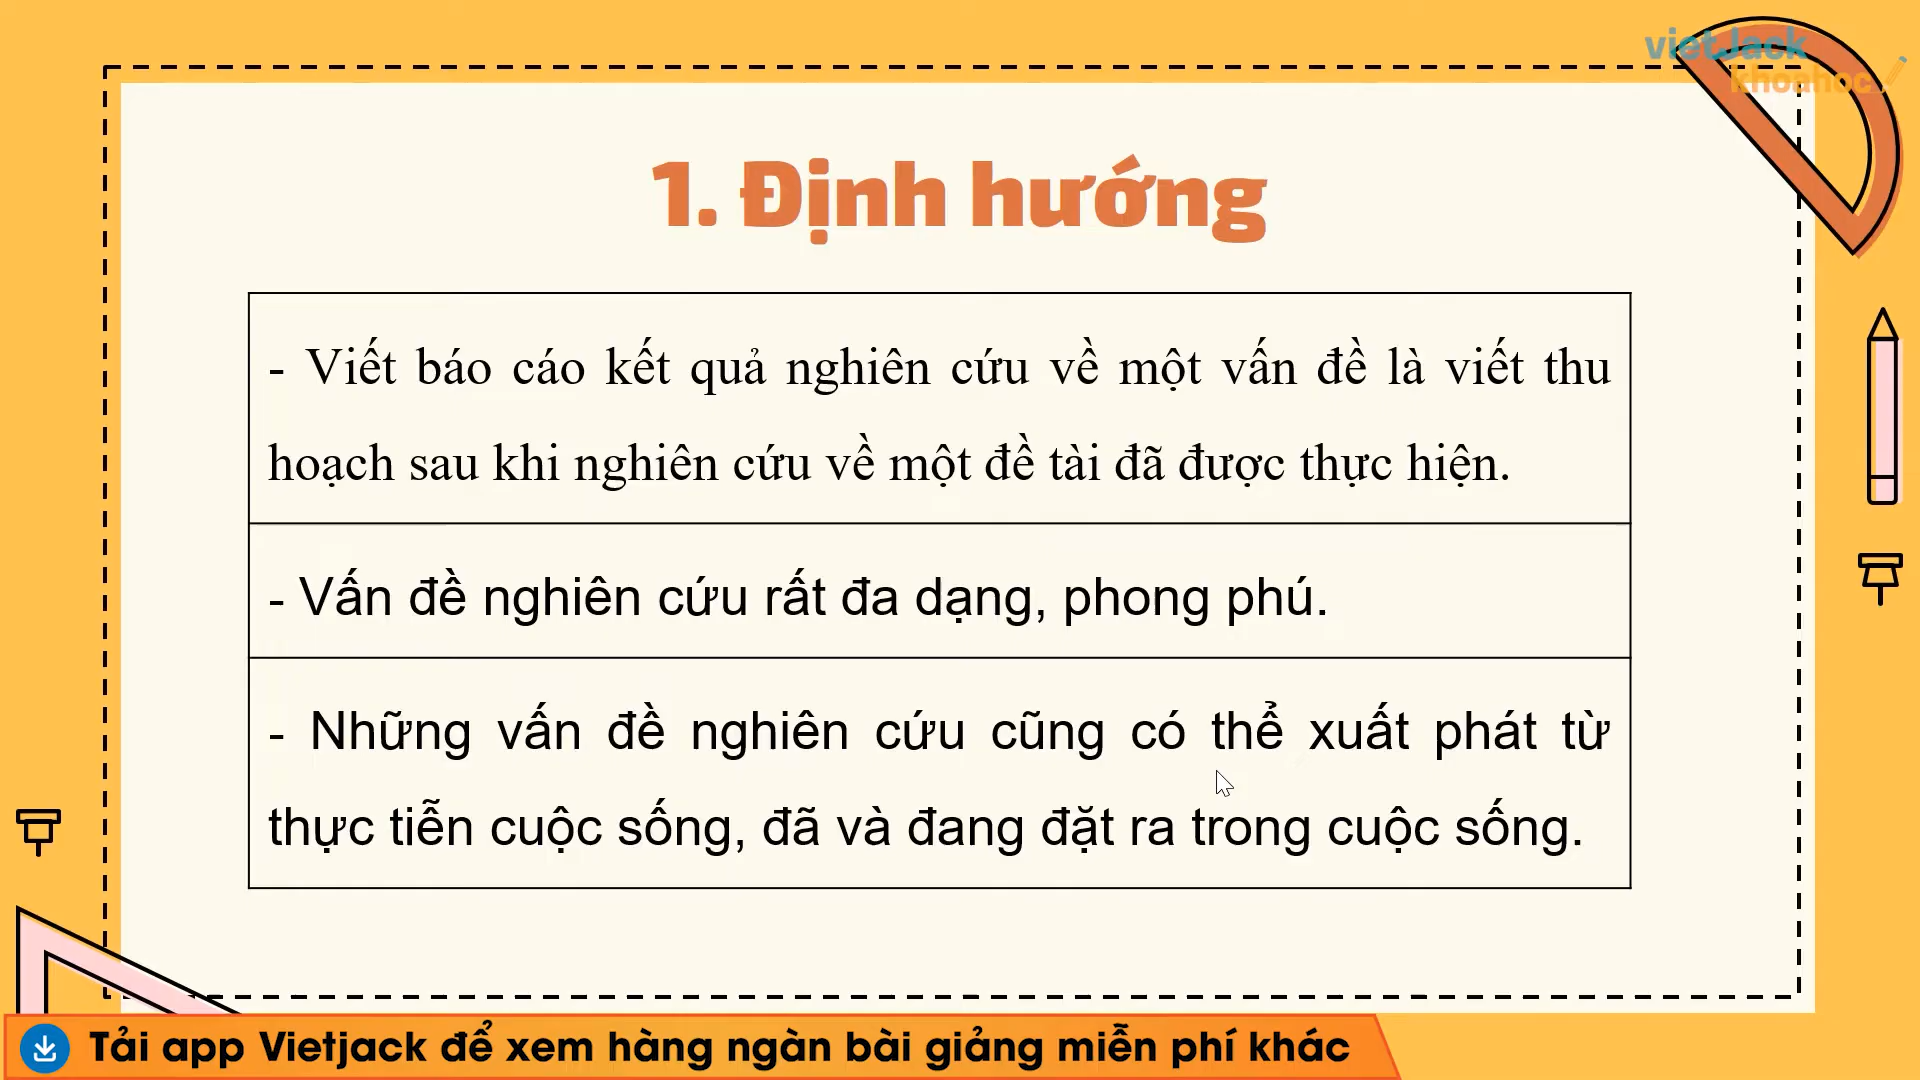 vietJack
khoahoc
1. Định hướng
- Viết báo cáo kết quả nghiên cứu về một vấn đề là viết thu
hoạch sau khi nghiên cứu về một đề tài đã được thực hiện.
- Vấn đề nghiên cứu rất đa dạng, phong phú.
- Những vấn đề nghiên cứu cũng có thể xuất phát từ
thực tiễn cuộc sống, đã và đang đặt ra trong cuộc sống.
Tải app Vietjack để xem hàng ngàn bài giảng miễn phí khác